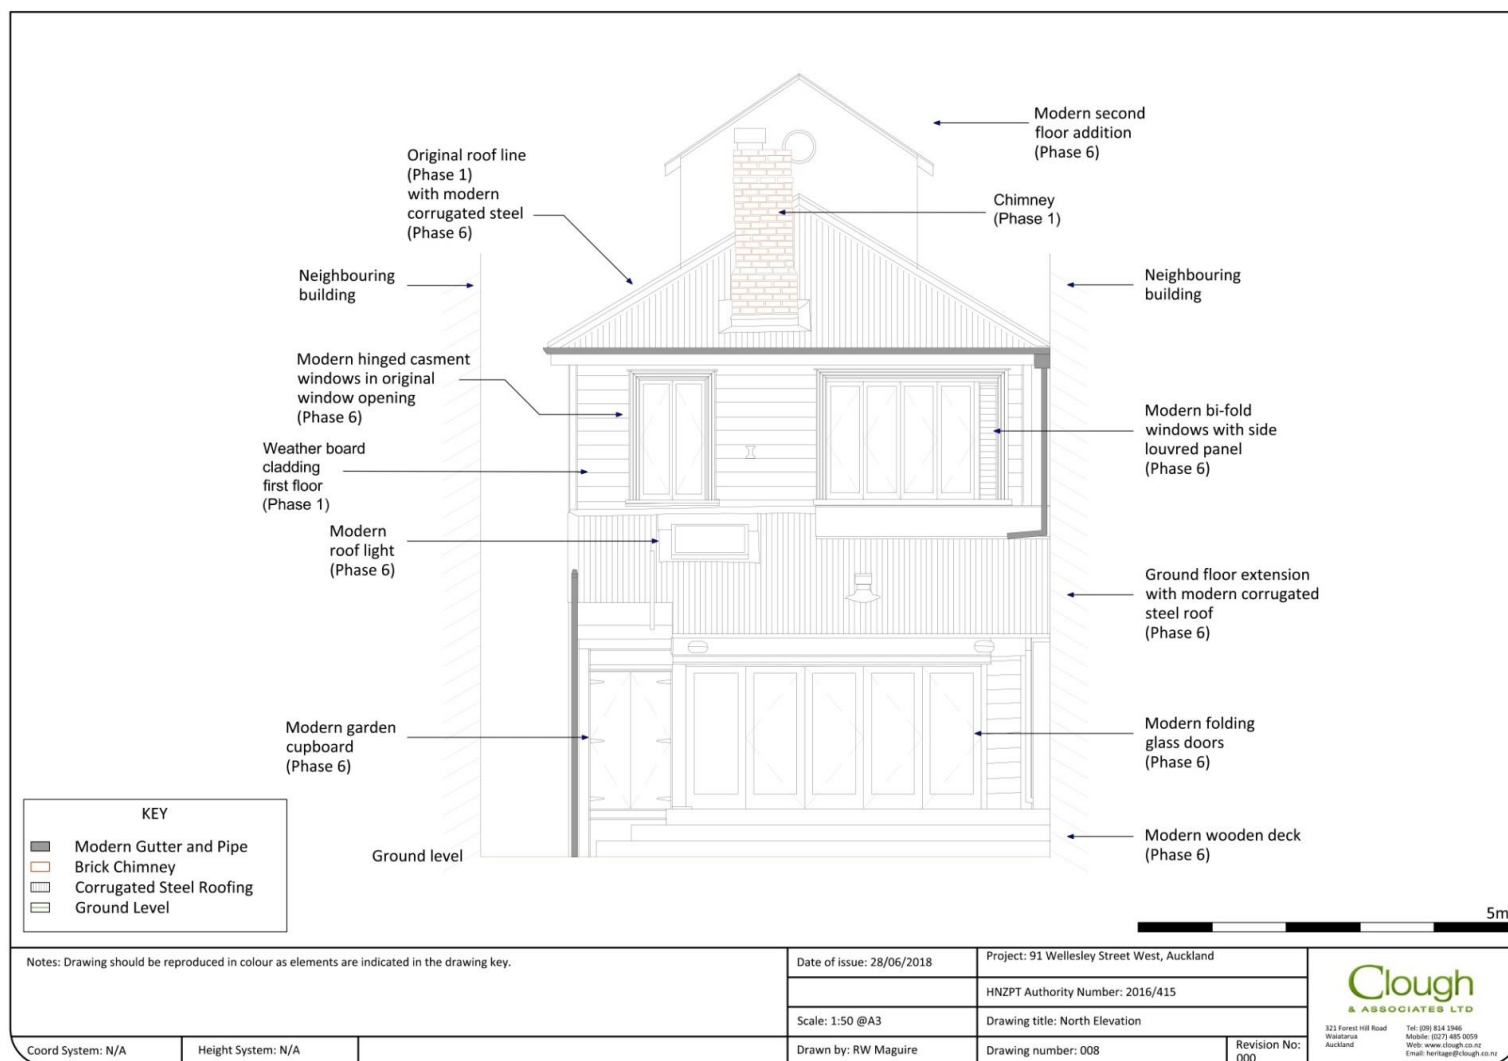 Modern second
floor addition
(Phase 6)
Original roof line
(Phase 1)
with modern
corrugated steel
(Phase 6)
Chimney
(Phase 1)
Neighbouring
building
Neighbouring
building
Modern hinged casment
windows in original
window opening
(Phase 6)
Modern bi-fold
windows with side
louvred panel
(Phase 6)
Weather board
cladding
first floor
(Phase 1)
Modern
roof light
(Phase 6)
Ground floor extension
with modern corrugated
steel roof
(Phase 6)
Modern garden
cupboard
(Phase 6)
Modern folding
glass doors
(Phase 6)
Modern wooden deck
(Phase 6)
Ground level
KEY
Modern Gutter and Pipe
Brick Chimney
Corrugated Steel Roofing
Ground Level
5m
Notes: Drawing should be reproduced in colour as elements are indicated in the drawing key.
Coord System: N/A
Height System: N/A
Date of issue: 28/06/2018
Scale: 1:50 @A3
Drawn by: RW Maguire
Project: 91 Wellesley Street West, Auckland
HNZPT Authority Number: 2016/415
Drawing title: North Elevation
Drawing number: 008
Revision No:
000
Clough
& ASSOCIATES LTD
321 Forest Hill Road
Waiatarua
Auckland
Tel: (09) 814 1946
Mobile: (027) 485 0059
Web: www.clough.co.nz
Email: heritage@clough.co.nz